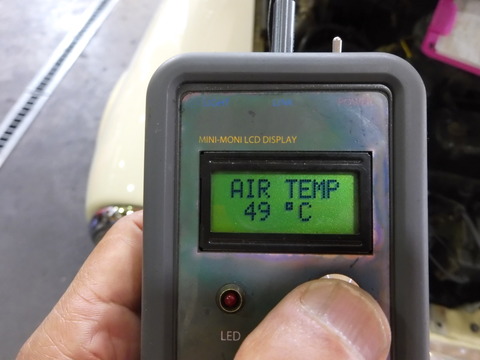 MINI-MONI LCD DISPLAY
AIR TEMP
49 °C
LED